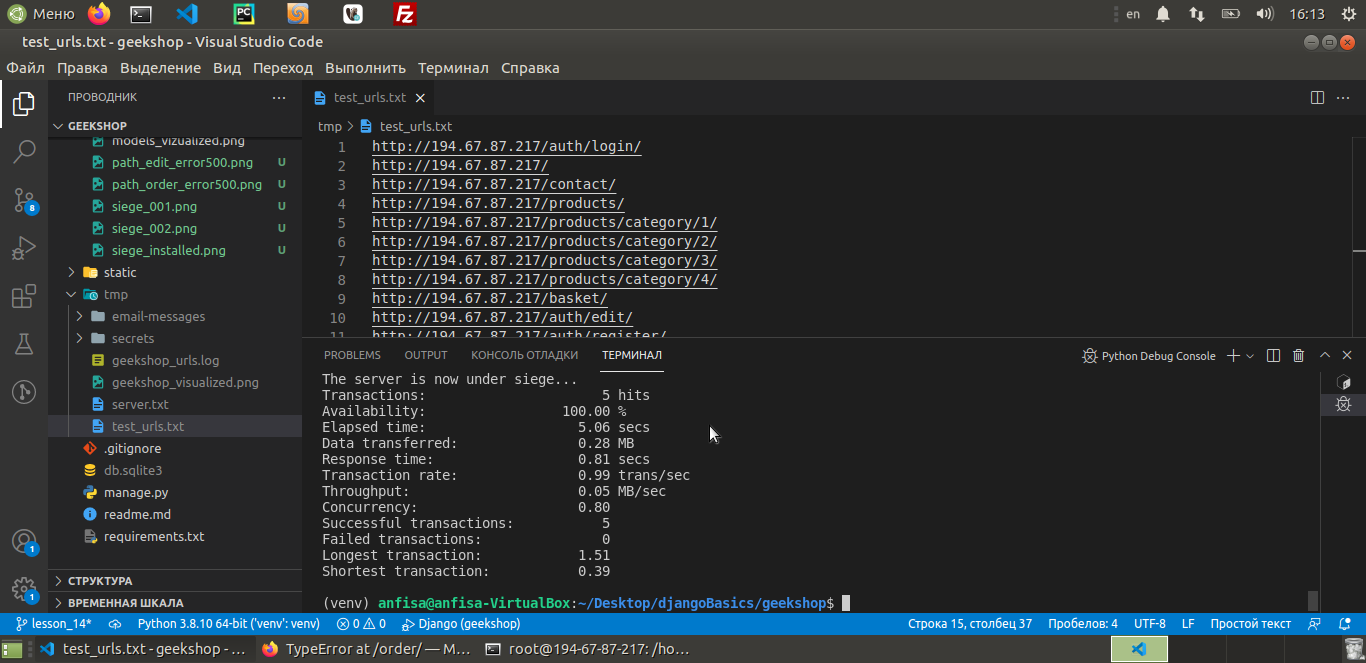 Меню
PC
Fz
en
16:13
test_urls.txt - geekshop - Visual Studio Code
Файл Правка Выделение Вид Переход Выполнить Терминал Справка
ПРОВОДНИК
GEEKSHOP
models_vizualized.png
path_edit_error500.png U
path_order_error500.png U
siege_001.png U
siege_002.png U
siege_installed.png U
static
tmp
email-messages
secrets
geekshop_urls.log
geekshop_visualized.png
server.txt
test_urls.txt
.gitignore
db.sqlite3
manage.py
readme.md
requirements.txt
СТРУКТУРА
ВРЕМЕННАЯ ШКАЛА
8
1
1
test_urls.txt
tmp > test_urls.txt
1 http://194.67.87.217/auth/login/
2 http://194.67.87.217/
3 http://194.67.87.217/contact/
4 http://194.67.87.217/products/
5 http://194.67.87.217/products/category/1/
6 http://194.67.87.217/products/category/2/
7 http://194.67.87.217/products/category/3/
8 http://194.67.87.217/products/category/4/
9 http://194.67.87.217/basket/
10 http://194.67.87.217/auth/edit/
11 http://194.67.87.217/auth/register/
PROBLEMS OUTPUT КОНСОЛЬ ОТЛАДКИ ТЕРМИНАЛ
Python Debug Console
The server is now under siege...
Transactions: 5 hits
Availability: 100.00 %
Elapsed time: 5.06 secs
Data transferred: 0.28 MB
Response time: 0.81 secs
Transaction rate: 0.99 trans/sec
Throughput: 0.05 MB/sec
Concurrency: 0.80
Successful transactions: 5
Failed transactions: 0
Longest transaction: 1.51
Shortest transaction: 0.39
(venv) anfisa@anfisa-VirtualBox:~/Desktop/djangoBasics/geekshop$
lesson_14* Python 3.8.10 64-bit ('venv': venv) 0 0 Django (geekshop) Строка 15, столбец 37 Пробелов: 4 UTF-8 LF Простой текст
test_urls.txt - geekshop - ... TypeError at /order/ — M... root@194-67-87-217: /ho...